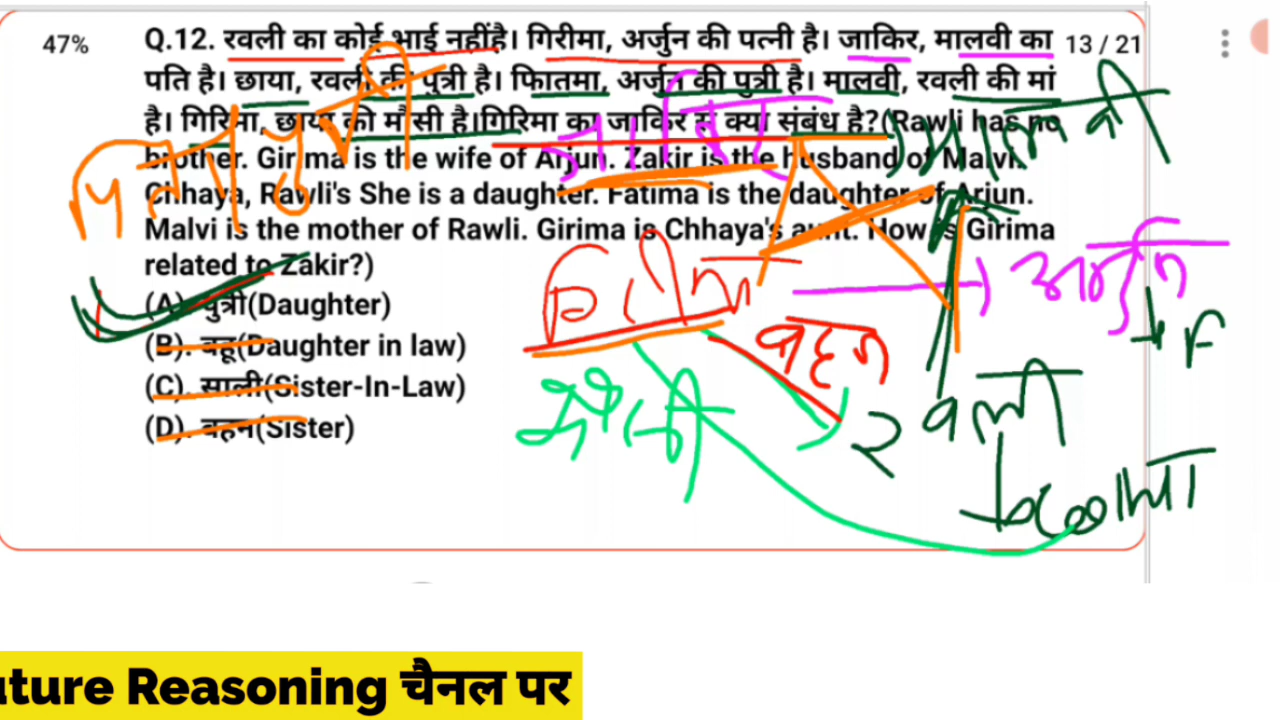 47%
Q.12. रवली का कोई भाई नहींहै। गिरीमा, अर्जुन की पत्नी है। जाकिर, मालवी का 13 / 21
पति है। छाया, रवली की पुत्री है। फातिमा, अर्जुन की पुत्री है। मालवी, रवली की मां
है। गिरिमा, छाया की मौसी है।गिरिमा का जाकिर से क्या संबंध है?(Rawli has no
brother. Girima is the wife of Arjun. Zakir is the husband of Malvi.
Chhaya, Rawli's She is a daughter. Fatima is the daughter of Arjun.
Malvi is the mother of Rawli. Girima is Chhaya's aunt. How is Girima
related to Zakir?)
(A). पुत्री(Daughter)
(B). बहू(Daughter in law)
(C). साली(Sister-In-Law)
(D). बहन(Sister)
जाकिर
मालवी
गिरीमा
अर्जुन
F
बहन
रवली
मौसी
छाया
uture Reasoning चैनल पर